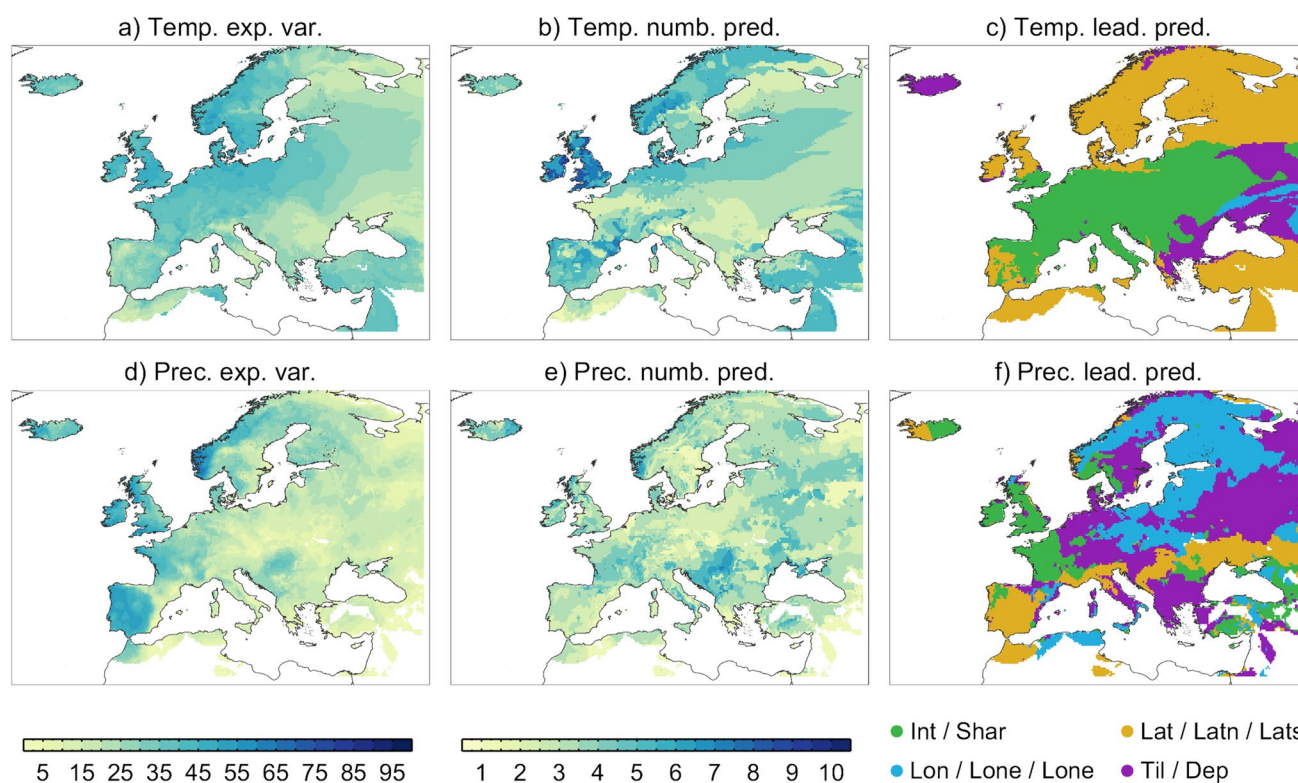 a) Temp. exp. var.
b) Temp. numb. pred.
c) Temp. lead. pred.
d) Prec. exp. var.
e) Prec. numb. pred.
f) Prec. lead. pred.
5 15 25 35 45 55 65 75 85 95
1 2 3 4 5 6 7 8 9 10
Int / Shar
Lat / Latn / Lats
Lon / Lone / Lone
Til / Dep